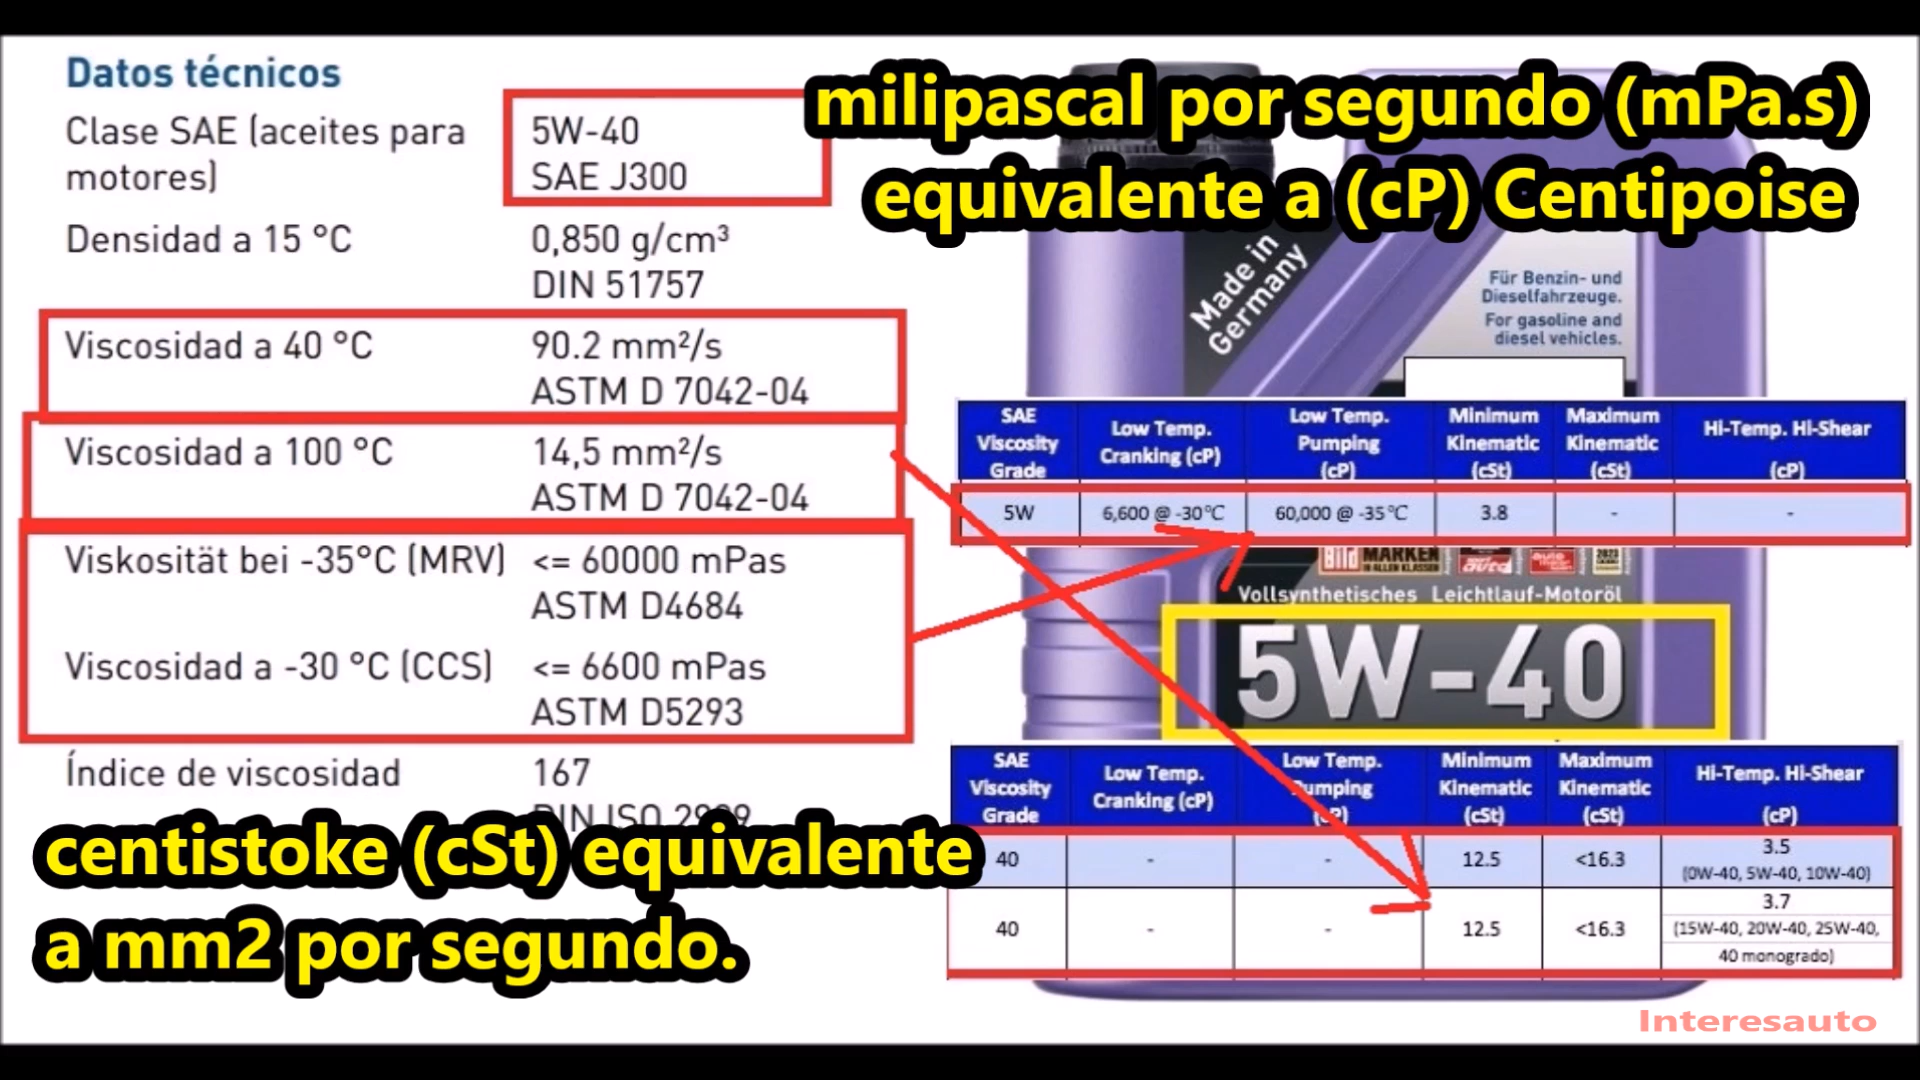 Datos técnicos
Clase SAE (aceites para motores)
5W-40
SAE J300
Densidad a 15 °C
0,850 g/cm³
DIN 51757
Viscosidad a 40 °C
90.2 mm²/s
ASTM D 7042-04
Viscosidad a 100 °C
14,5 mm²/s
ASTM D 7042-04
Viskosität bei -35°C (MRV)
<= 60000 mPas
ASTM D4684
Viscosidad a -30 °C (CCS)
<= 6600 mPas
ASTM D5293
Índice de viscosidad
167
DIN ISO
centistoke (cSt) equivalente
a mm2 por segundo.
milipascal por segundo (mPa.s)
equivalente a (cP) Centipoise
Made in
Germany
Für Benzin- und
Dieselfahrzeuge.
For gasoline and
diesel vehicles.
SAE Viscosity Grade | Low Temp. Cranking (cP) | Low Temp. Pumping (cP) | Minimum Kinematic (cSt) | Maximum Kinematic (cSt) | Hi-Temp. Hi-Shear (cP)
5W | 6,600 @ -30°C | 60,000 @ -35°C | 3.8 | - | -
Bild MARKEN
Vollsynthetisches Leichtlauf-Motoröl
5W-40
SAE Viscosity Grade | Low Temp. Cranking (cP) | Low Temp. Pumping (cP) | Minimum Kinematic (cSt) | Maximum Kinematic (cSt) | Hi-Temp. Hi-Shear (cP)
40 | - | - | 12.5 | <16.3 | 3.5 (0W-40, 5W-40, 10W-40)
40 | - | - | 12.5 | <16.3 | 3.7 (15W-40, 20W-40, 25W-40, 40 monogrado)
Interesauto